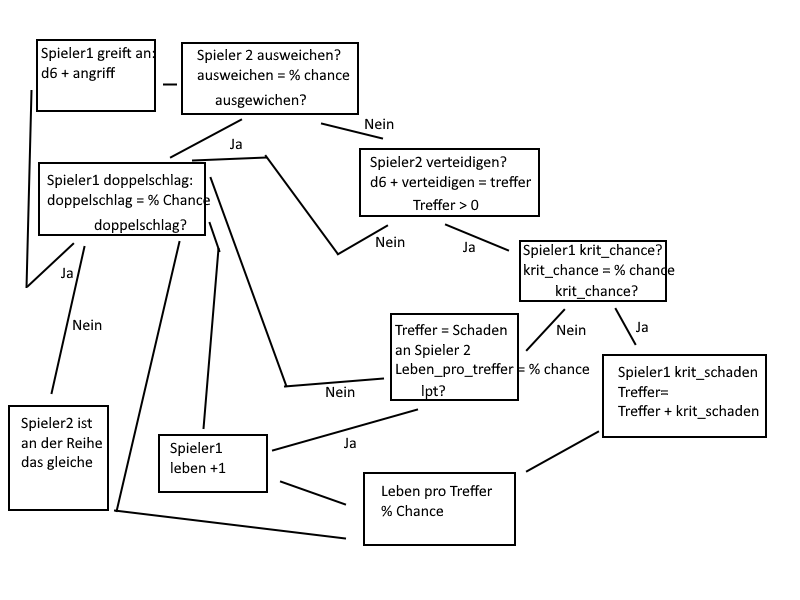 Spieler1 greift an:
d6 + angriff
Spieler 2 ausweichen?
ausweichen = % chance
ausgewichen?
Ja
Nein
Spieler1 doppelschlag:
doppelschlag = % Chance
doppelschlag?
Spieler2 verteidigen?
d6 + verteidigen = treffer
Treffer > 0
Nein
Ja
Spieler1 krit_chance?
krit_chance = % chance
krit_chance?
Ja
Nein
Nein
Ja
Treffer = Schaden
an Spieler 2
Leben_pro_treffer = % chance
lpt?
Nein
Ja
Spieler1 krit_schaden
Treffer=
Treffer + krit_schaden
Spieler2 ist
an der Reihe
das gleiche
Spieler1
leben +1
Leben pro Treffer
% Chance